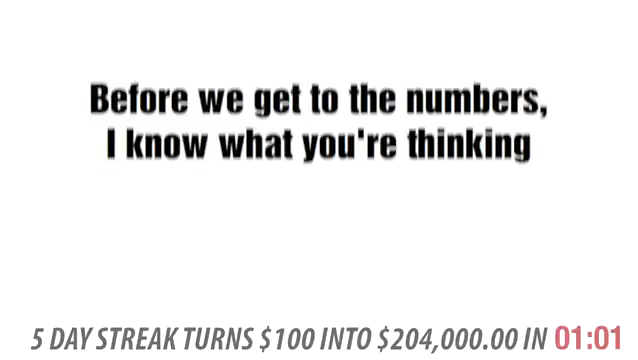 Before we get to the numbers,
I know what you're thinking
5 DAY STREAK TURNS $100 INTO $204,000.00 IN 01:01